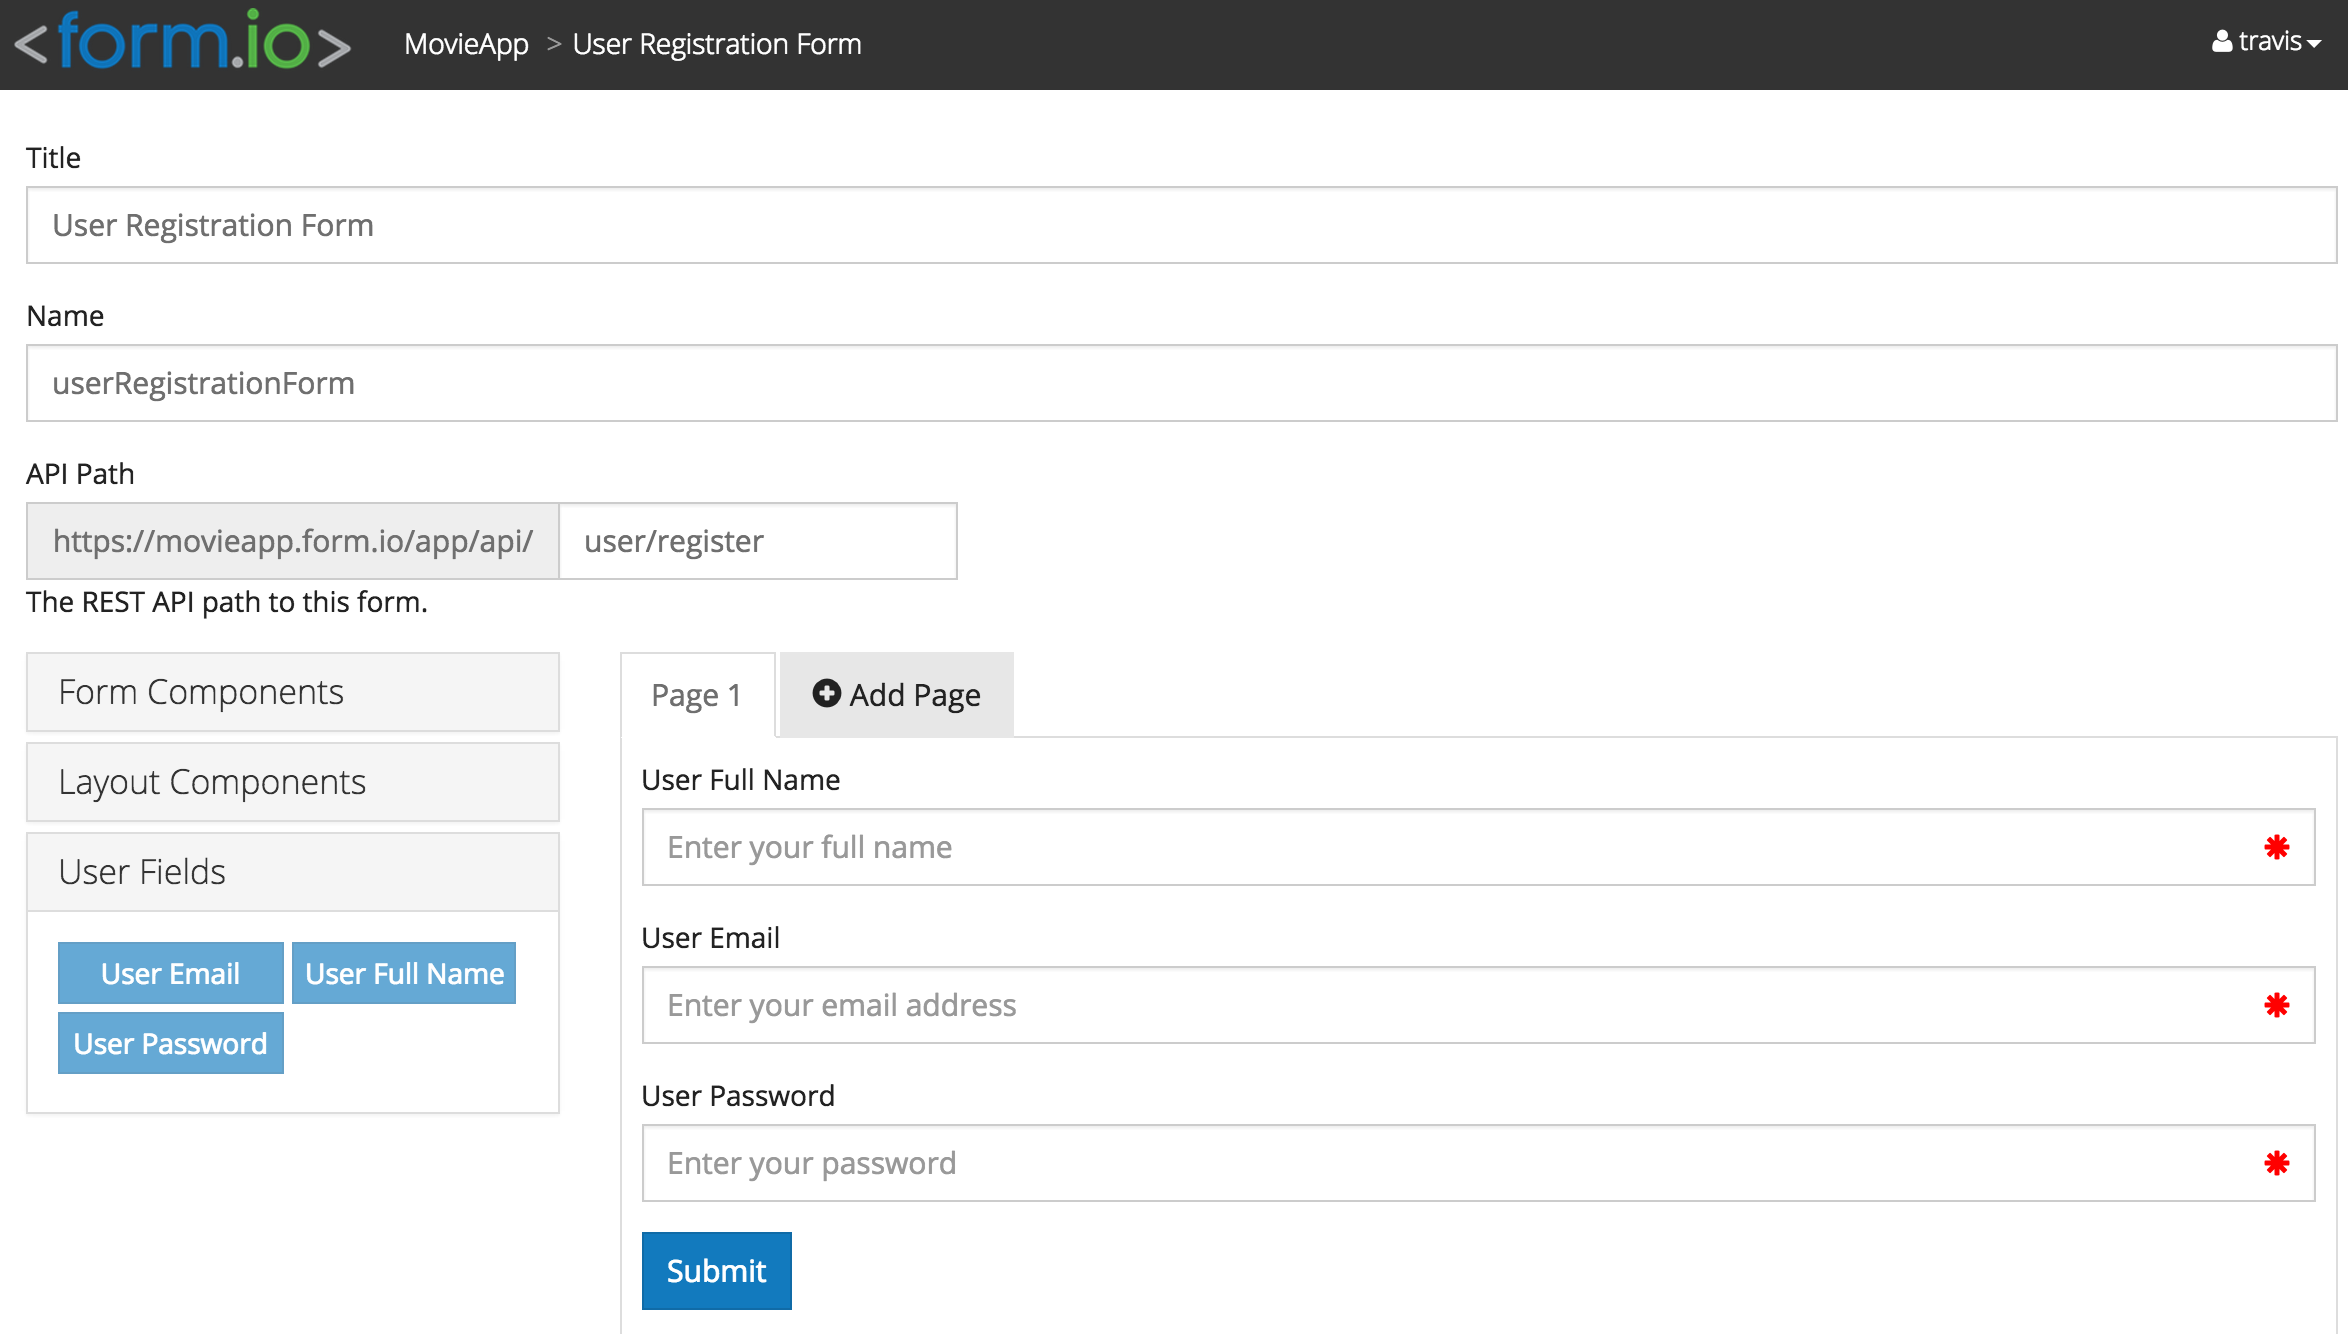 <form.io>
MovieApp > User Registration Form
travis
Title
User Registration Form
Name
userRegistrationForm
API Path
https://movieapp.form.io/app/api/ user/register
The REST API path to this form.
Form Components
Layout Components
User Fields
User Email User Full Name
User Password
Page 1 Add Page
User Full Name
Enter your full name *
User Email
Enter your email address *
User Password
Enter your password *
Submit